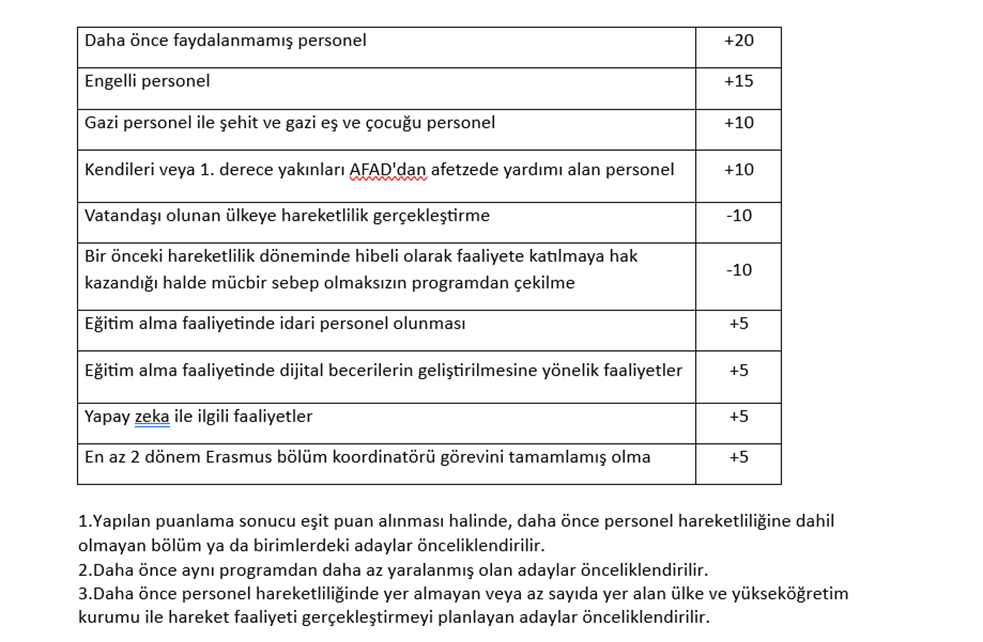 Daha önce faydalanmamış personel +20
Engelli personel +15
Gazi personel ile şehit ve gazi eş ve çocuğu personel +10
Kendileri veya 1. derece yakınları AFAD'dan afetzede yardımı alan personel +10
Vatandaşı olunan ülkeye hareketlilik gerçekleştirme -10
Bir önceki hareketlilik döneminde hibeli olarak faaliyete katılmaya hak
kazandığı halde mücbir sebep olmaksızın programdan çekilme -10
Eğitim alma faaliyetinde idari personel olunması +5
Eğitim alma faaliyetinde dijital becerilerin geliştirilmesine yönelik faaliyetler +5
Yapay zeka ile ilgili faaliyetler +5
En az 2 dönem Erasmus bölüm koordinatörü görevini tamamlamış olma +5
1.Yapılan puanlama sonucu eşit puan alınması halinde, daha önce personel hareketliliğine dahil
olmayan bölüm ya da birimlerdeki adaylar önceliklendirilir.
2.Daha önce aynı programdan daha az yaralanmış olan adaylar önceliklendirilir.
3.Daha önce personel hareketliliğinde yer almayan veya az sayıda yer alan ülke ve yükseköğretim
kurumu ile hareket faaliyeti gerçekleştirmeyi planlayan adaylar önceliklendirilir.